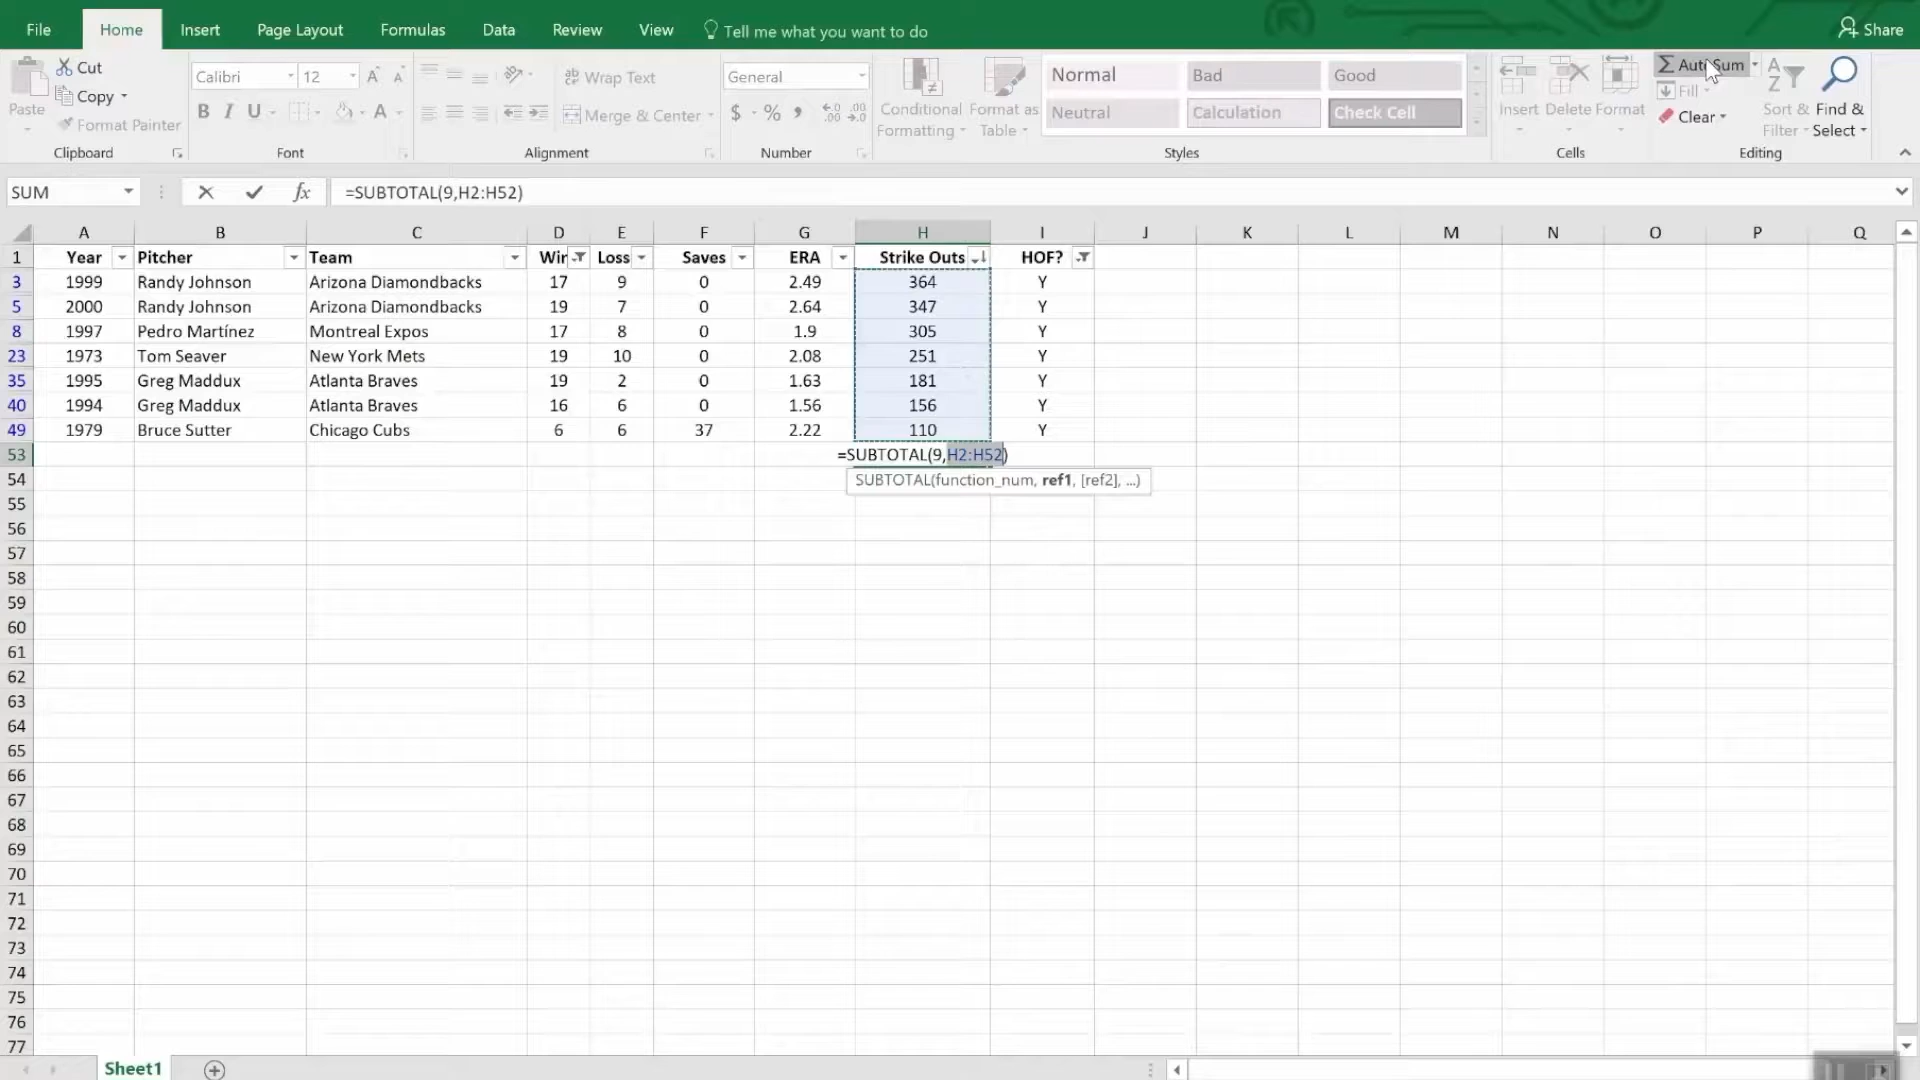 File Home Insert Page Layout Formulas Data Review View Tell me what you want to do Share
Cut
Copy
Format Painter
Paste
Clipboard
Calibri 12 A A
B I U A
Font
Wrap Text
Merge & Center
Alignment
General
$ % , .00 .00
Number
Conditional Formatting
Format as Table
Normal Bad Good
Neutral Calculation Check Cell
Styles
Insert Delete Format
Cells
Σ AutoSum
Fill
Clear
Sort & Filter
Find & Select
Editing
SUM fx =SUBTOTAL(9,H2:H52)
A B C D E F G H I J K L M N O P Q
1 Year Pitcher Team Win Loss Saves ERA Strike Outs HOF?
3 1999 Randy Johnson Arizona Diamondbacks 17 9 0 2.49 364 Y
5 2000 Randy Johnson Arizona Diamondbacks 19 7 0 2.64 347 Y
8 1997 Pedro Martínez Montreal Expos 17 8 0 1.9 305 Y
23 1973 Tom Seaver New York Mets 19 10 0 2.08 251 Y
35 1995 Greg Maddux Atlanta Braves 19 2 0 1.63 181 Y
40 1994 Greg Maddux Atlanta Braves 16 6 0 1.56 156 Y
49 1979 Bruce Sutter Chicago Cubs 6 6 37 2.22 110 Y
53 =SUBTOTAL(9,H2:H52)
54 SUBTOTAL(function_num, ref1, [ref2], ...)
55
56
57
58
59
60
61
62
63
64
65
66
67
68
69
70
71
72
73
74
75
76
77
Sheet1